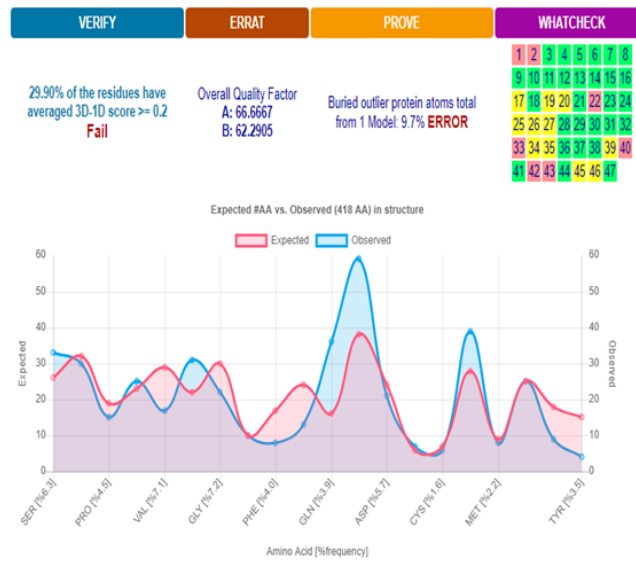 VERIFY
ERRAT
PROVE
WHATCHECK
29.90% of the residues have
averaged 3D-1D score >= 0.2
Fail
Overall Quality Factor
A: 66.6667
B: 62.2905
Buried outlier protein atoms total
from 1 Model: 9.7% ERROR
1 2 3 4 5 6 7 8
9 10 11 12 13 14 15 16
17 18 19 20 21 22 23 24
25 26 27 28 29 30 31 32
33 34 35 36 37 38 39 40
41 42 43 44 45 46 47
Expected #AA vs. Observed (418 AA) in structure
Expected Observed
60 60
50 50
40 40
30 30
20 20
10 10
0 0
Expected
Observed
SER [%6.3]
PRO [%4.5]
VAL [%7.1]
GLY [%7.2]
PHE [%4.0]
GLN [%3.9]
ASP [%5.7]
CYS [%1.6]
MET [%2.2]
TYR [%3.5]
Amino Acid [%frequency]